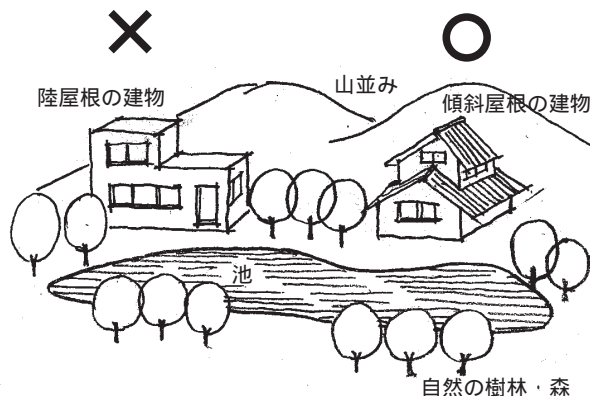 × ○
陸屋根の建物
山並み
傾斜屋根の建物
池
自然の樹林・森